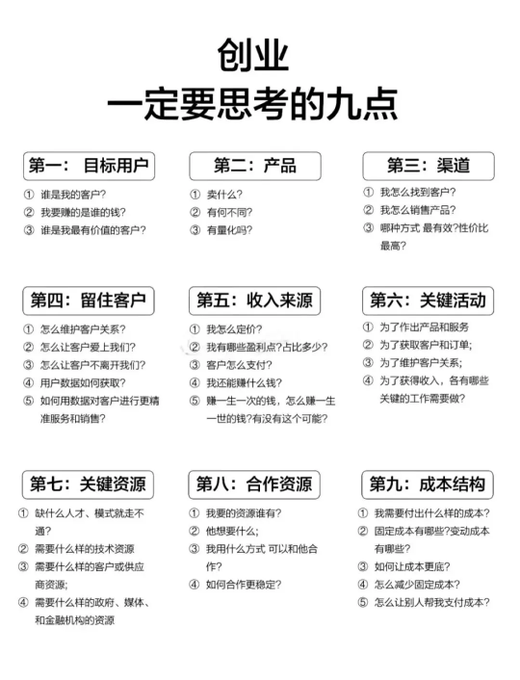 创业
一定要思考的九点
第一： 目标用户
① 谁是我的客户?
② 我要赚的是谁的钱?
③ 谁是我最有价值的客户?
第二：产品
① 卖什么?
② 有何不同?
③ 有量化吗?
第三：渠道
① 我怎么找到客户?
② 我怎么销售产品?
③ 哪种方式 最有效?性价比
最高?
第四：留住客户
① 怎么维护客户关系?
② 怎么让客户爱上我们?
③ 怎么让客户不离开我们?
④ 用户数据如何获取?
⑤ 如何用数据对客户进行更精
准服务和销售?
第五：收入来源
① 我怎么定价?
② 我有哪些盈利点?占比多少?
③ 客户怎么支付?
④ 我还能赚什么钱?
⑤ 赚一生一次的钱，怎么赚一生
一世的钱?有没有这个可能?
第六：关键活动
① 为了作出产品和服务
② 为了获取客户和订单;
③ 为了维护客户关系;
④ 为了获得收入，各有哪些
关键的工作需要做?
第七：关键资源
① 缺什么人才、模式就走不
通?
② 需要什么样的技术资源
③ 需要什么样的客户或供应
商资源;
④ 需要什么样的政府、媒体、
和金融机构的资源
第八：合作资源
① 我要的资源谁有?
② 他想要什么;
③ 我用什么方式 可以和他合
作?
④ 如何合作更稳定?
第九：成本结构
① 我需要付出什么样的成本?
② 固定成本有哪些?变动成本
有哪些?
③ 如何让成本更底?
④ 怎么减少固定成本?
⑤ 怎么让别人帮我支付成本?